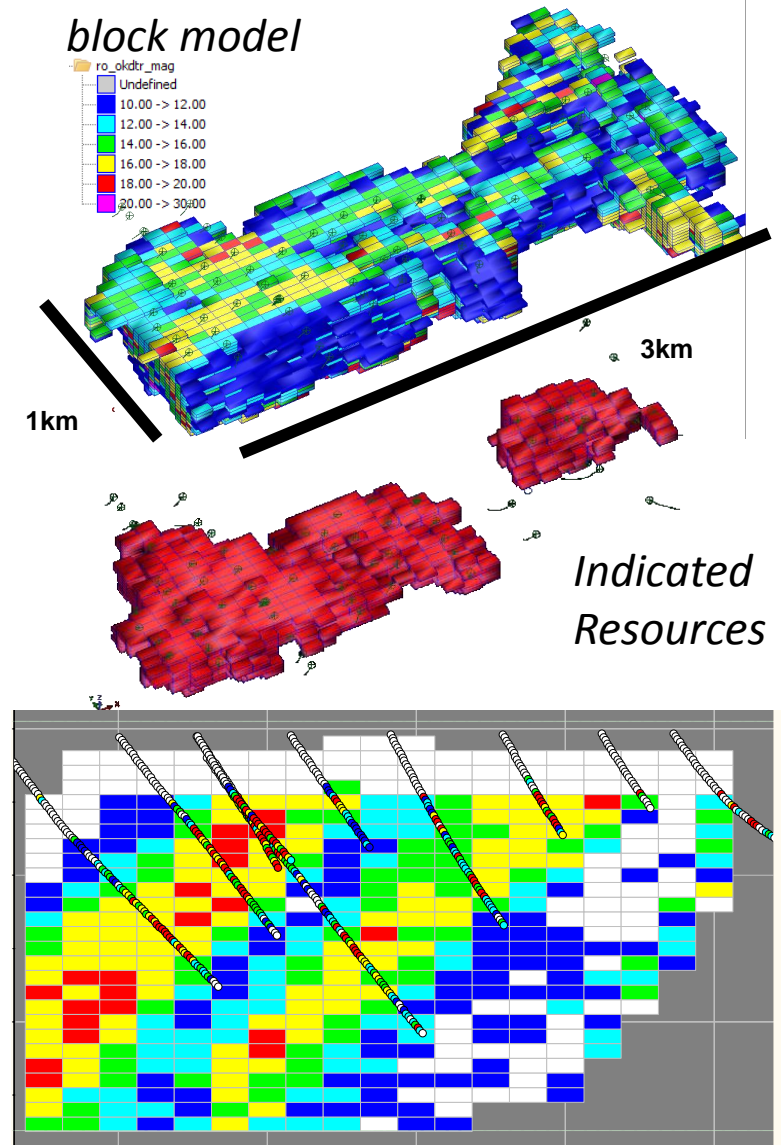 block model
ro_okdtr_mag
Undefined
10.00 -> 12.00
12.00 -> 14.00
14.00 -> 16.00
16.00 -> 18.00
18.00 -> 20.00
20.00 -> 30.00
3km
1km
Indicated
Resources
Y Z X